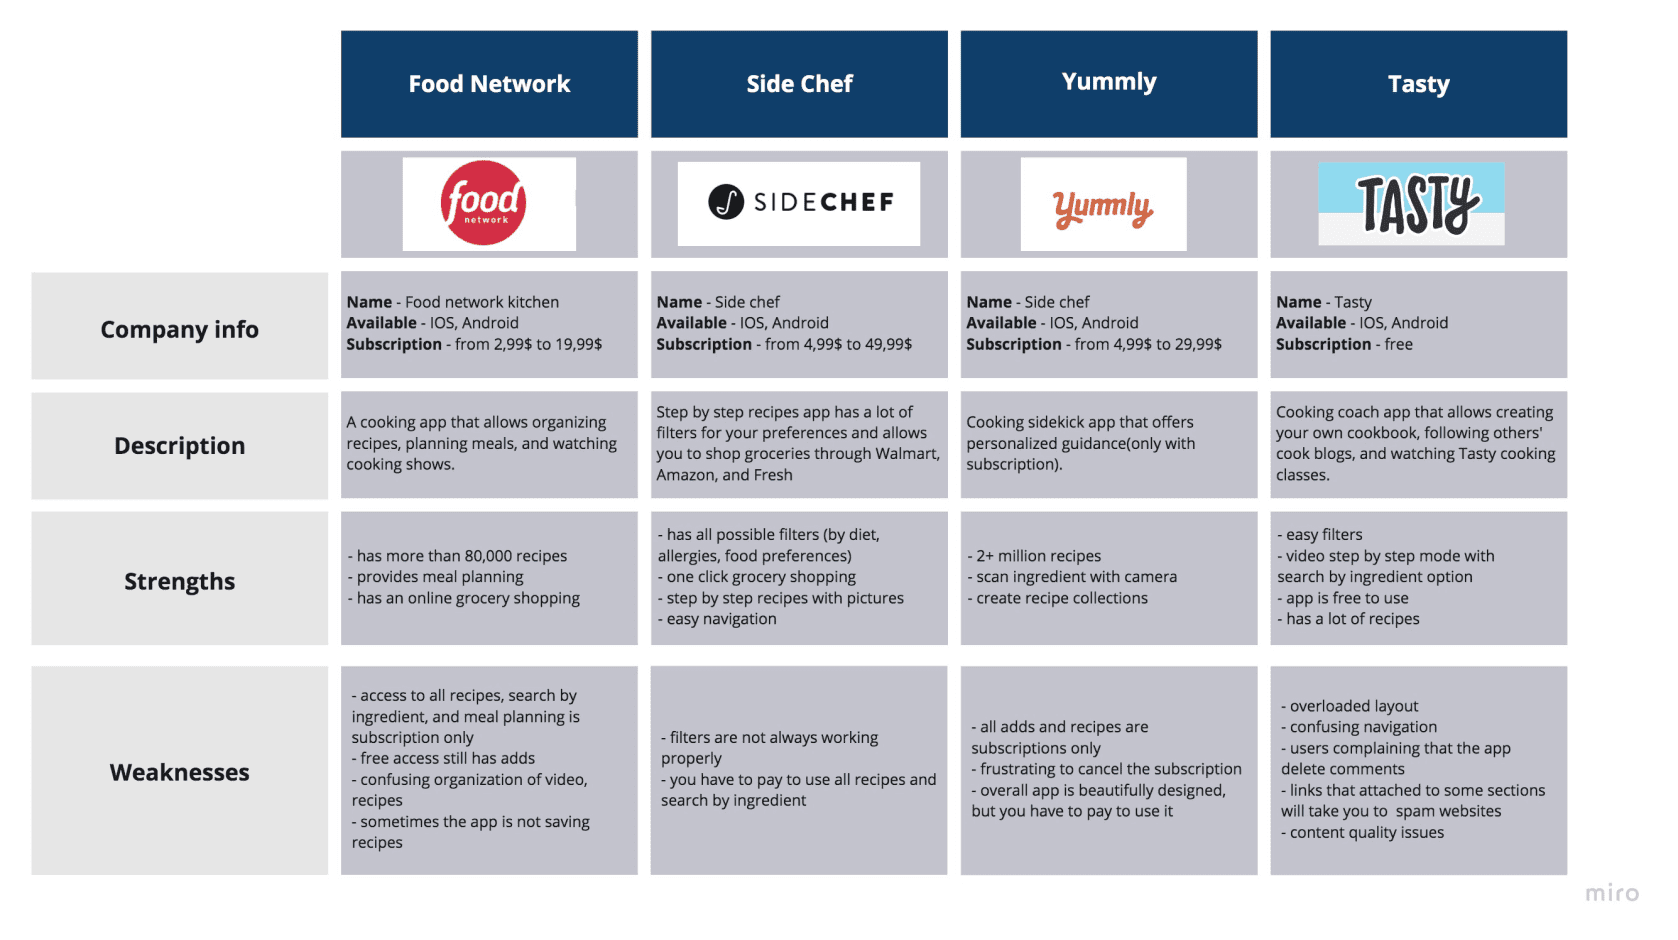 Food Network
Side Chef
Yummly
Tasty
food
network
SIDECHEF
Yummly
TASTY
Company info
Name - Food network kitchen
Available - IOS, Android
Subscription - from 2,99$ to 19,99$
Name - Side chef
Available - IOS, Android
Subscription - from 4,99$ to 49,99$
Name - Side chef
Available - IOS, Android
Subscription - from 4,99$ to 29,99$
Name - Tasty
Available - IOS, Android
Subscription - free
Description
A cooking app that allows organizing
recipes, planning meals, and watching
cooking shows.
Step by step recipes app has a lot of
filters for your preferences and allows
you to shop groceries through Walmart,
Amazon, and Fresh
Cooking sidekick app that offers
personalized guidance(only with
subscription).
Cooking coach app that allows creating
your own cookbook, following others'
cook blogs, and watching Tasty cooking
classes.
Strengths
- has more than 80,000 recipes
- provides meal planning
- has an online grocery shopping
- has all possible filters (by diet,
allergies, food preferences)
- one click grocery shopping
- step by step recipes with pictures
- easy navigation
- 2+ million recipes
- scan ingredient with camera
- create recipe collections
- easy filters
- video step by step mode with
search by ingredient option
- app is free to use
- has a lot of recipes
Weaknesses
- access to all recipes, search by
ingredient, and meal planning is
subscription only
- free access still has adds
- confusing organization of video,
recipes
- sometimes the app is not saving
recipes
- filters are not always working
properly
- you have to pay to use all recipes and
search by ingredient
- all adds and recipes are
subscriptions only
- frustrating to cancel the subscription
- overall app is beautifully designed,
but you have to pay to use it
- overloaded layout
- confusing navigation
- users complaining that the app
delete comments
- links that attached to some sections
will take you to  spam websites
- content quality issues
miro